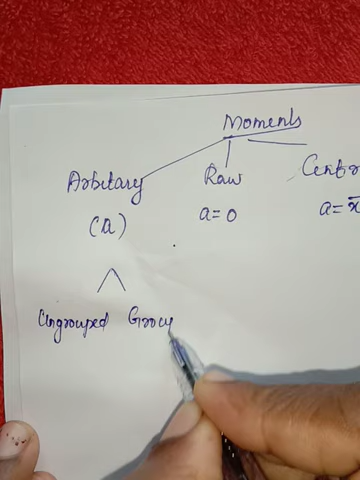 Moments
Arbitary Raw Centr
(a) a = 0 a = x̄
Ungrouped Grou